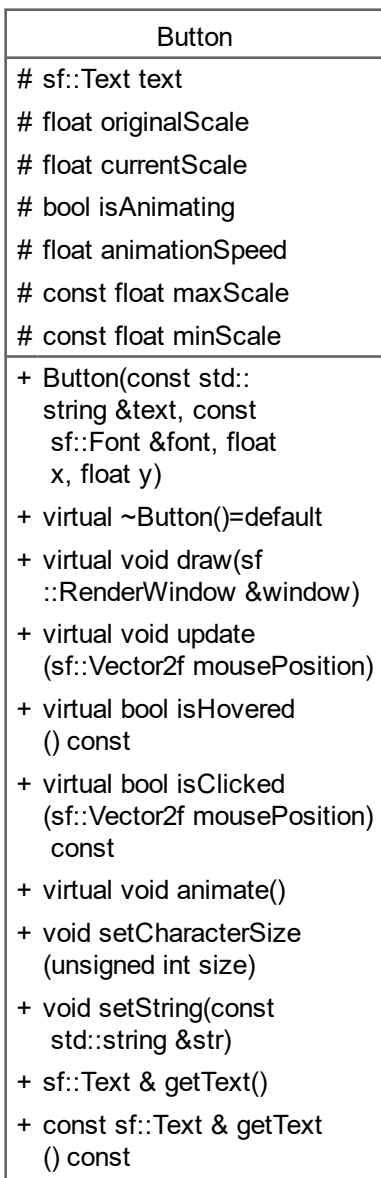 Button
# sf::Text text
# float originalScale
# float currentScale
# bool isAnimating
# float animationSpeed
# const float maxScale
# const float minScale
+ Button(const std::
string &text, const
sf::Font &font, float
x, float y)
+ virtual ~Button()=default
+ virtual void draw(sf
::RenderWindow &window)
+ virtual void update
(sf::Vector2f mousePosition)
+ virtual bool isHovered
() const
+ virtual bool isClicked
(sf::Vector2f mousePosition)
const
+ virtual void animate()
+ void setCharacterSize
(unsigned int size)
+ void setString(const
std::string &str)
+ sf::Text & getText()
+ const sf::Text & getText
() const